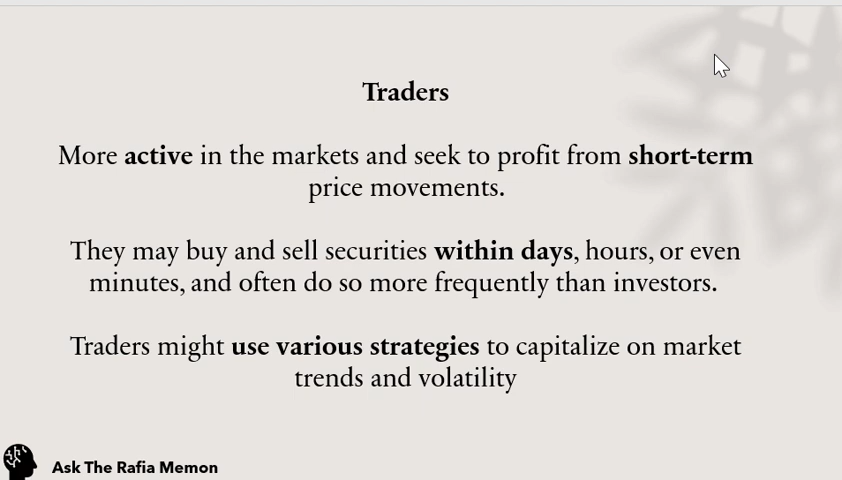 Traders
More active in the markets and seek to profit from short-term
price movements.
They may buy and sell securities within days, hours, or even
minutes, and often do so more frequently than investors.
Traders might use various strategies to capitalize on market
trends and volatility
Ask The Rafia Memon